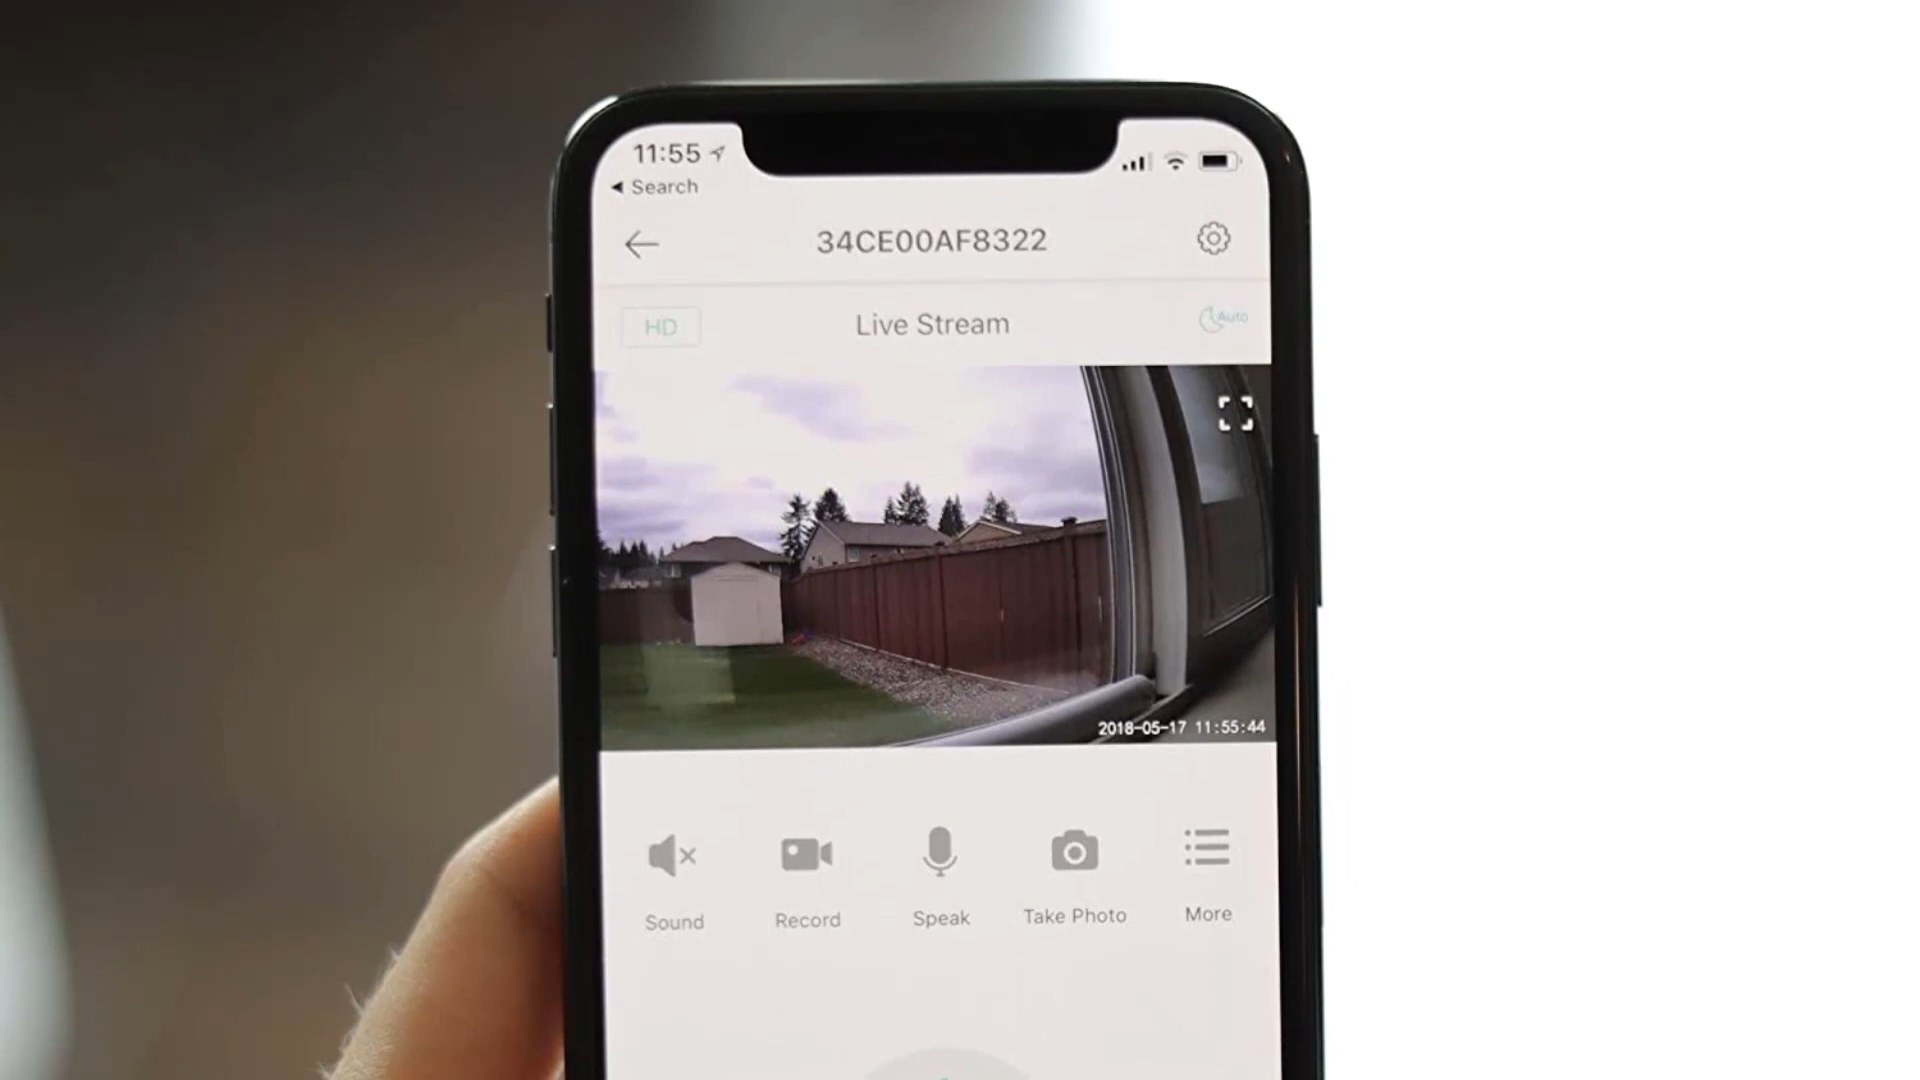 11:55
Search
34CE00AF8322
HD
Live Stream
Auto
2018-05-17 11:55:44
Sound
Record
Speak
Take Photo
More